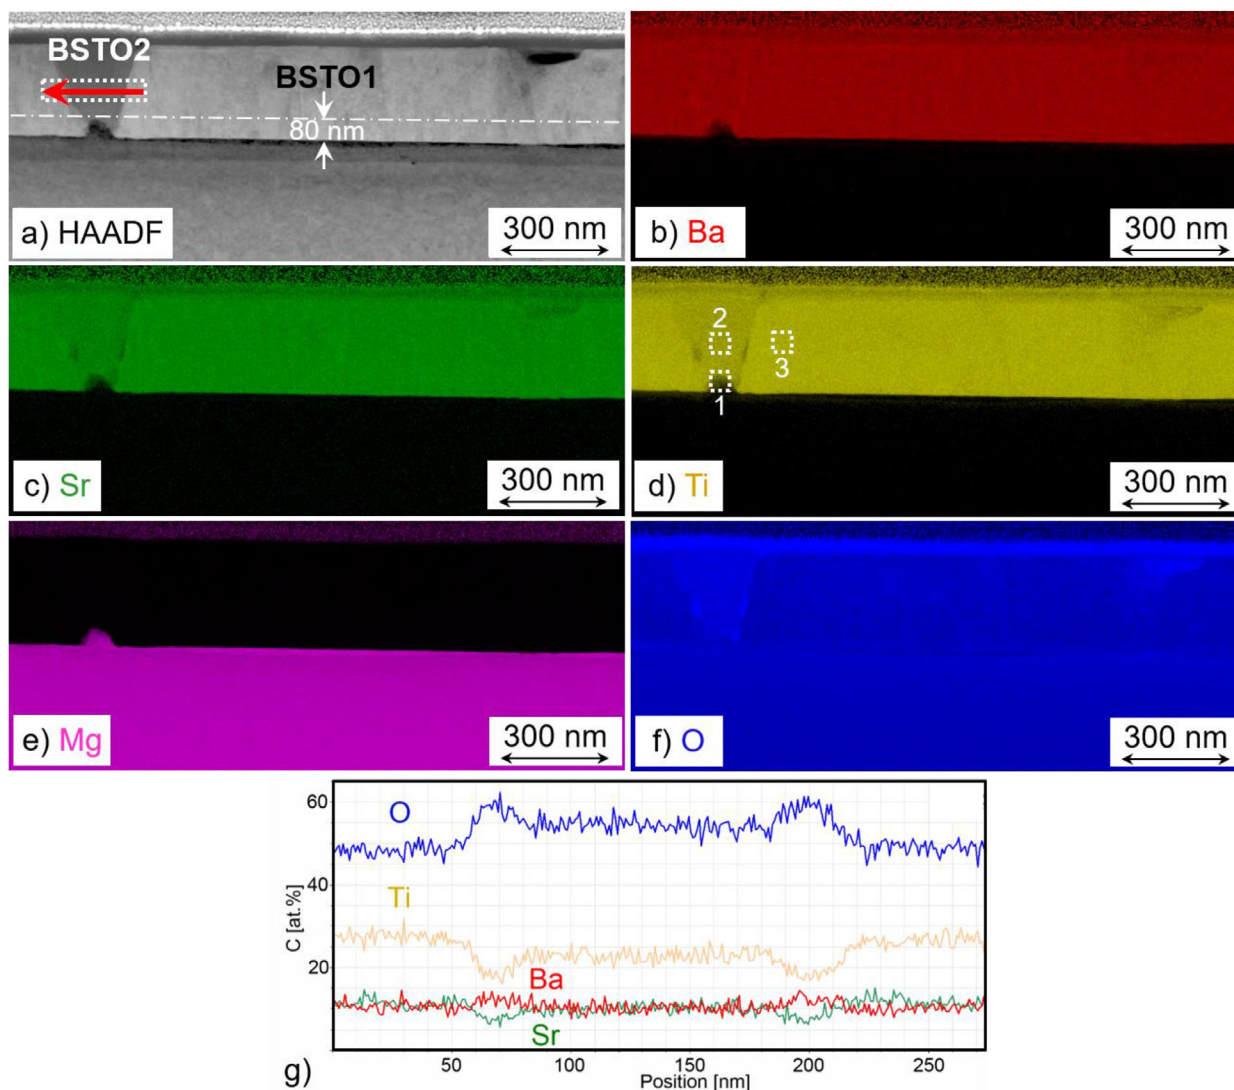 BSTO2
BSTO1
80 nm
a) HAADF
300 nm
b) Ba
300 nm
c) Sr
300 nm
2
3
1
d) Ti
300 nm
e) Mg
300 nm
f) O
300 nm
60
40
20
C [at.%]
O
Ti
Ba
Sr
50
100
150
200
250
Position [nm]
g)